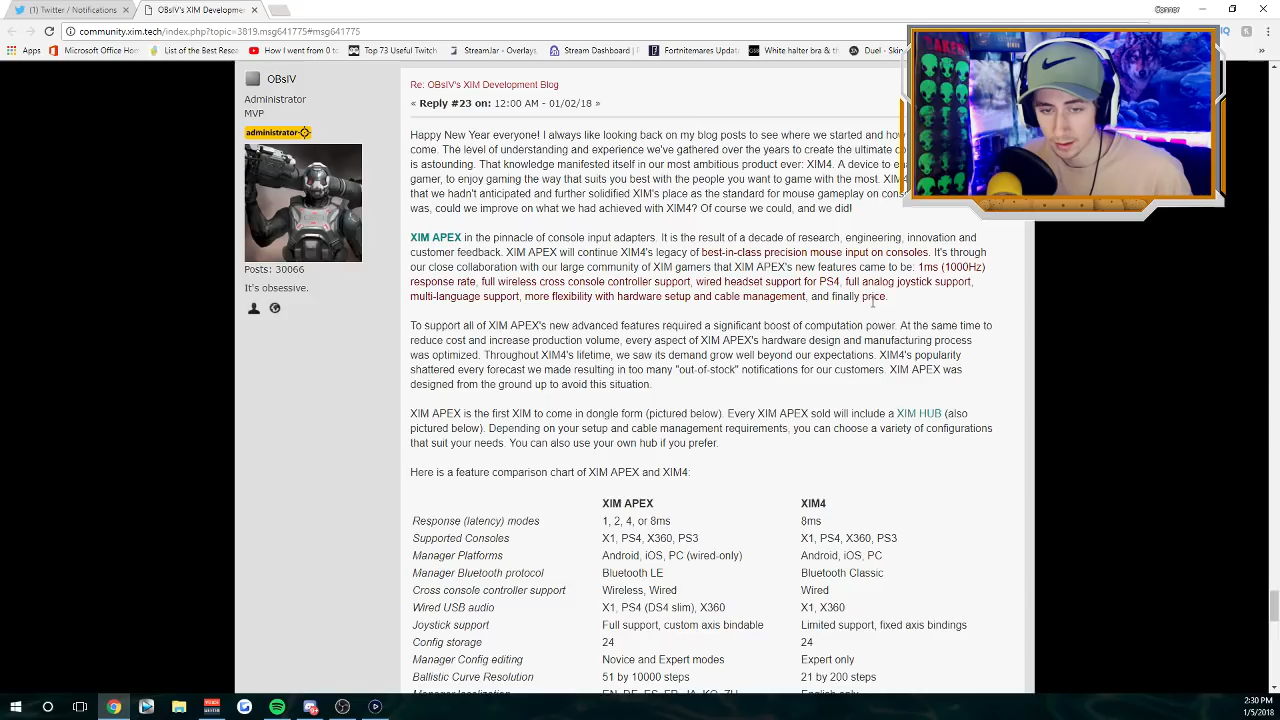 (1) Twitter / Notifications
OBsIV's XIM Developme
Connor
community.xim.tech/index.php?topic=3819.msg641775#msg641775
Apps
Microsoft Office Hom
List of the Best Resea
How I went from 0 to
Top 73 Used Twitch
Streamlar - Overlays,
Stream Dashboard |
Former Game Update
White halter bra & th
Duel - Skin
OBsIV
Administrator
MVP
administrator
Posts: 30066
It's obsessive.
Re: OBsIV's XIM Development Blog
« Reply #23 on: 12:00 AM - 01/02/18 »
Happy New Year everyone! I always like looking back on my blog posts to see where we started and how
come. The level of understanding and experience we've gathered over the years to create the ultimate co
is astounding. That knowledge manifested itself in our most ambitious product ever: XIM4. A device to ena
gamer, to enjoy gaming the way that suits you best with the people you want to game with the most. XIM4
that we hadn't anticipated and further solidified XIM's place as the standard for mouse gameplay on conso
was, could we improve on what we had achieved with XIM4? Of course we could, and we did!
XIM APEX in the pinnacle of console input adapters. It is the result of a decade of research, engineering, innovation and
customer feedback. XIM APEX will continue XIM4's legacy of best-in-class precision mouse input on consoles. It's through
our close collaboration with our large community of XIM gamers that XIM APEX's new features came to be: 1ms (1000Hz)
response rate, full wireless cross console controller support, wired headset support for PS4, full analog joystick support,
multi-language support, more flexibility with hardware setup and cable management, and finally price.
To support all of XIM APEX's new advanced features required a significant boost of computation power. At the same time to
reduce cost and increase production volume, every aspect of XIM APEX's hardware design and manufacturing process
was optimized. Throughout XIM4's lifetime, we saw its demand grow well beyond our expectations. XIM4's popularity
shattered every forecast we made resulting in too many "out-of-stock" notifications for our customers. XIM APEX was
designed from the ground up to avoid this situation.
XIM APEX is the first XIM to come in dongle form (pictured below). Every XIM APEX sold will include a XIM HUB (also
pictured below). Depending on your setup and cable management requirements, you can choose a variety of configurations
that suit your needs. You can also use your own hub if you prefer.
Here is a feature comparison chart of XIM APEX and XIM4:
XIM APEX XIM4
Response (latency) modes 1, 2, 4, or 8ms 8ms
Supported Consoles X1, PS4, X360, PS3 X1, PS4, X360, PS3
Manager Platforms Android, iOS, PC (wired-only) Android, iOS, PC
Manager Bluetooth protocol Bluetooth LE Bluetooth Classic
Cross console controller support Wireless, Wired Wired
Wired USB audio X1, PS4 (DS4 slim), X360 X1, X360
Joystick support Full support, custom axis bindable Limited support, fixed axis bindings
Config storage 24 24
Manager Config editing Novice and Expert modes Expert only
Ballistic Curve Resolution 51 by 10000 steps 21 by 200 steps
Manager localization EN, DE, ES, FR, JA, KO, ZH English only
2:30 PM
1/5/2018